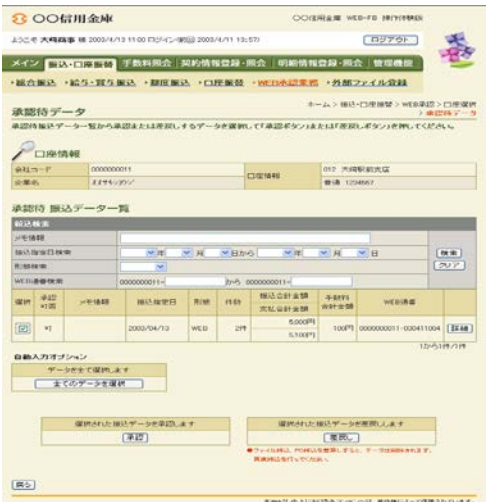 〇〇信用金庫
〇〇信用金庫 WEB-FB
ようこそ 大崎商事 様 2003/4/13 11:00 ログイン(前回 2003/4/11 13:57)
ログアウト
メイン 振込・口座振替 手数料照会 契約情報登録・照会 明細情報登録・照会 管理機能
総合振込 給与・賞与振込 都度振込 口座振替 WEB承認業務 外部ファイル登録
ホーム > 振込・口座振替 > WEB承認 > 口座選択
> 承認待データ
承認待データ
承認待振込データ一覧から承認または差戻しするデータを選択して「承認ボタン」または「差戻しボタン」を押してください。
口座情報
会社コード 0000000011 口座情報 012 大崎駅前支店
企業名 普通 1234667
承認待 振込データ一覧
絞込検索
メモ情報
振込指定日検索 年 月 日から 年 月 日 検索
形態検索 クリア
WEB通番検索 0000000011- から 0000000011-
選択 承認 メモ情報 振込指定日 形態 件数 振込合計金額 手数料 WEB通番
支払合計金額 合計金額
2003/04/13 WEB 2件 5,000円 100円 0000000011-030411004 詳細
5,100円
1から1件/1件
自動入力オプション
データを全て選択します
全てのデータを選択
選択された振込データを承認します
承認
選択された振込データを差戻しします
差戻し
戻る